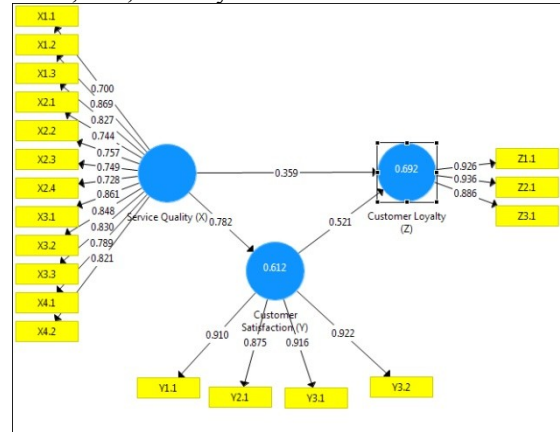 X1.1
X1.2
X1.3
X2.1
X2.2
X2.3
X2.4
X3.1
X3.2
X3.3
X4.1
X4.2
0.700
0.869
0.827
0.744
0.757
0.749
0.728
0.861
0.848
0.830
0.789
0.821
Service Quality (X)
0.359
0.782
0.521
0.692
Customer Loyalty
(Z)
0.926
0.936
0.886
Z1.1
Z2.1
Z3.1
0.612
Customer
Satisfaction (Y)
0.910
0.875
0.916
0.922
Y1.1
Y2.1
Y3.1
Y3.2